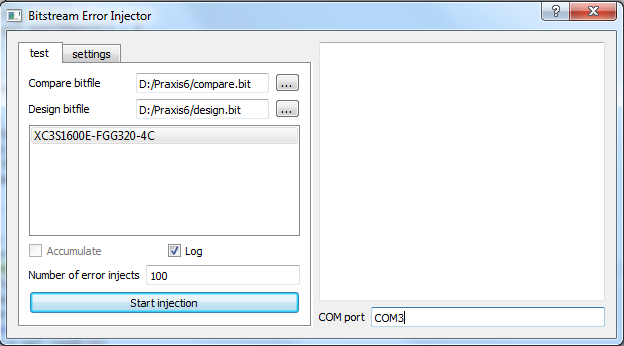 Bitstream Error Injector
test settings
Compare bitfile D:/Praxis6/compare.bit ...
Design bitfile D:/Praxis6/design.bit ...
XC3S1600E-FGG320-4C
Accumulate Log
Number of error injects 100
Start injection
COM port COM3